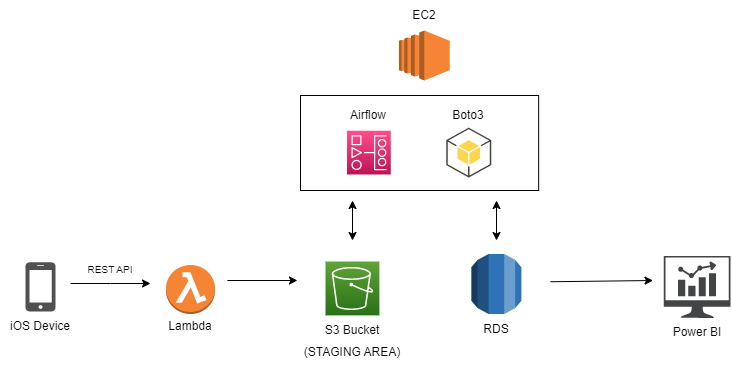 EC2
Airflow
Boto3
REST API
iOS Device
Lambda
S3 Bucket
(STAGING AREA)
RDS
Power BI